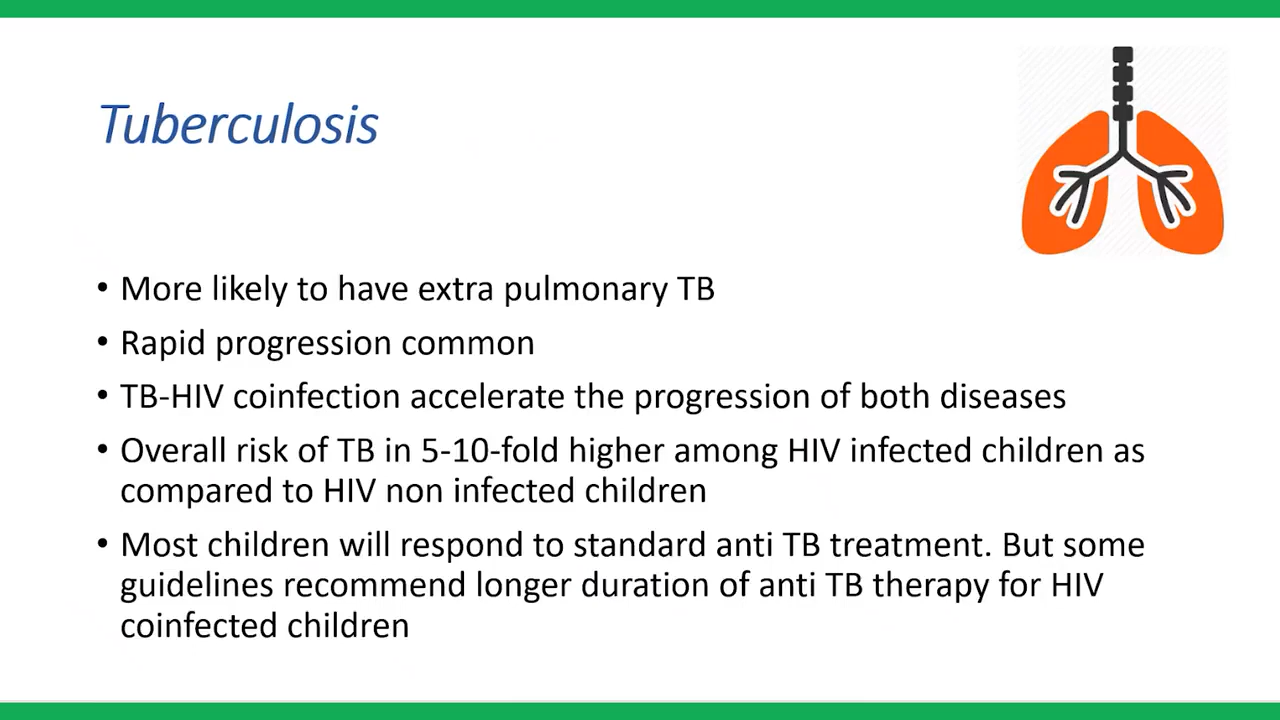 Tuberculosis
• More likely to have extra pulmonary TB
• Rapid progression common
• TB-HIV coinfection accelerate the progression of both diseases
• Overall risk of TB in 5-10-fold higher among HIV infected children as
compared to HIV non infected children
• Most children will respond to standard anti TB treatment. But some
guidelines recommend longer duration of anti TB therapy for HIV
coinfected children